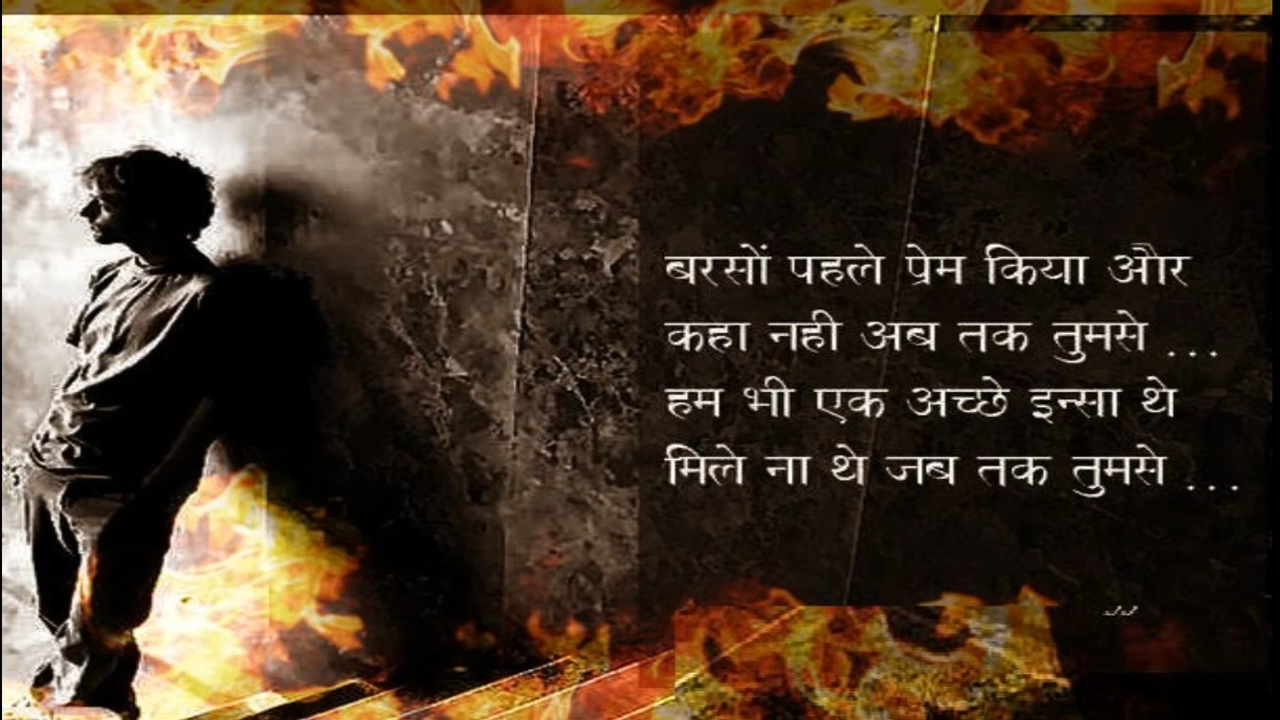 बरसों पहले प्रेम किया और
कहा नही अब तक तुमसे ...
हम भी एक अच्छे इन्सा थे
मिले ना थे जब तक तुमसे ...